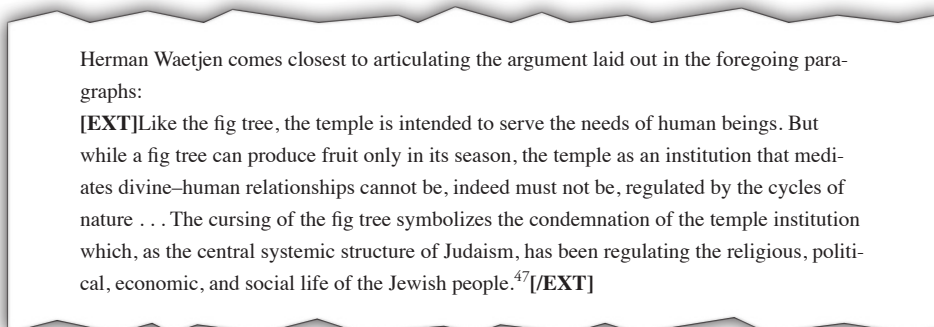 Herman Waetjen comes closest to articulating the argument laid out in the foregoing para-
graphs:
[EXT]Like the fig tree, the temple is intended to serve the needs of human beings. But
while a fig tree can produce fruit only in its season, the temple as an institution that medi-
ates divine–human relationships cannot be, indeed must not be, regulated by the cycles of
nature . . . The cursing of the fig tree symbolizes the condemnation of the temple institution
which, as the central systemic structure of Judaism, has been regulating the religious, politi-
cal, economic, and social life of the Jewish people.47[/EXT]